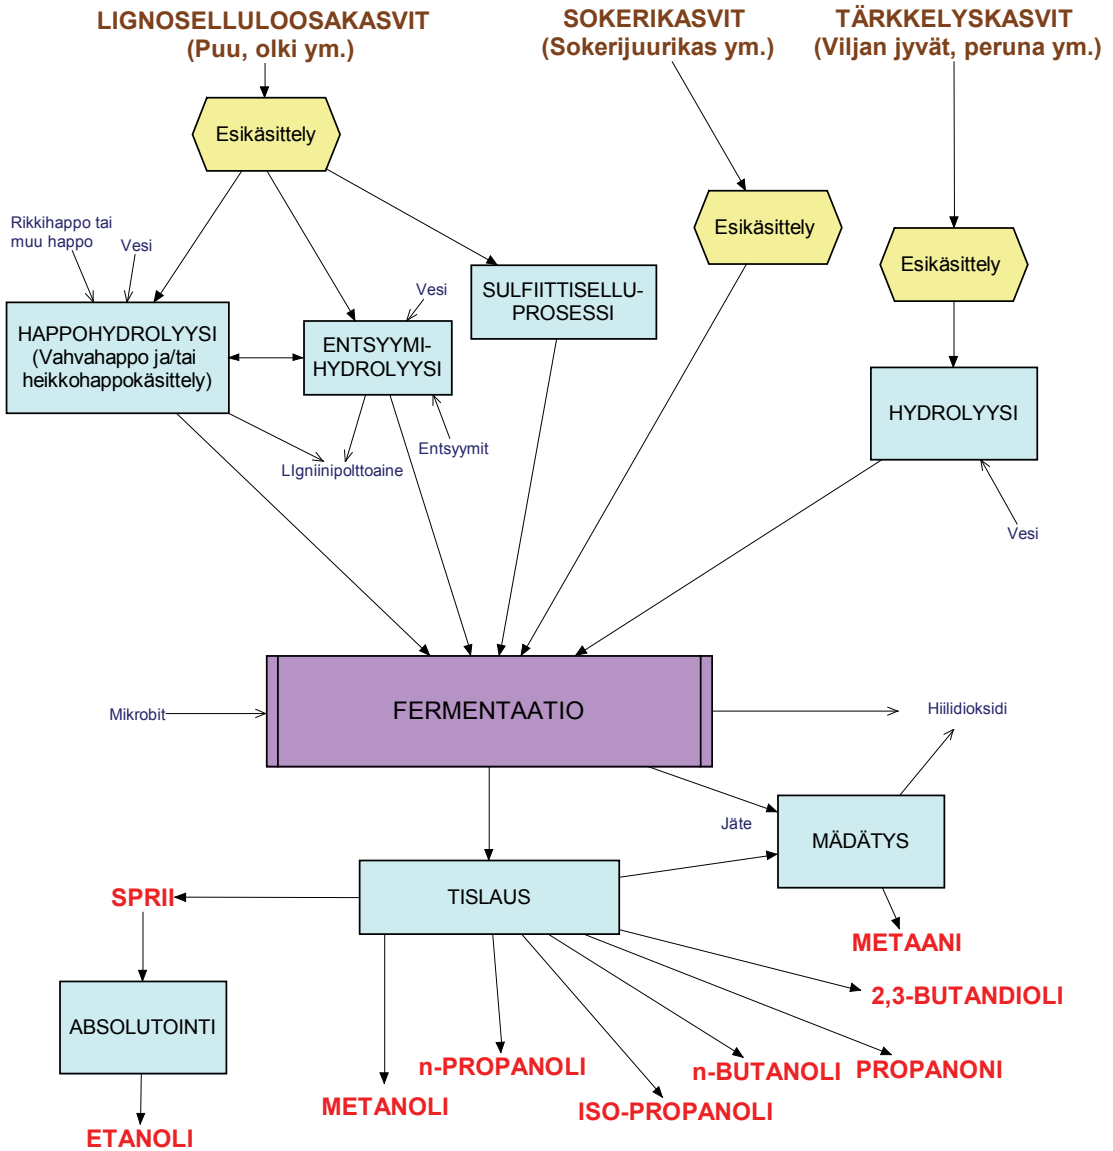 LIGNOSELLULOOSAKASVIT
(Puu, olki ym.)
SOKERIKASVIT
(Sokerijuurikas ym.)
TÄRKKELYSKASVIT
(Viljan jyvät, peruna ym.)
Esikäsittely
Esikäsittely
Esikäsittely
Rikkihappo tai
muu happo
Vesi
Vesi
SULFIITTISELLU-
PROSESSI
HAPPOHYDROLYYSI
(Vahvahappo ja/tai
heikkohappokäsittely)
ENTSYYMI-
HYDROLYYSI
HYDROLYYSI
Entsyymit
LIgniinipolttoaine
Vesi
Mikrobit
FERMENTAATIO
Hiilidioksidi
Jäte
MÄDÄTYS
TISLAUS
SPRII
METAANI
2,3-BUTANDIOLI
ABSOLUTOINTI
n-PROPANOLI
n-BUTANOLI
PROPANONI
METANOLI
ISO-PROPANOLI
ETANOLI